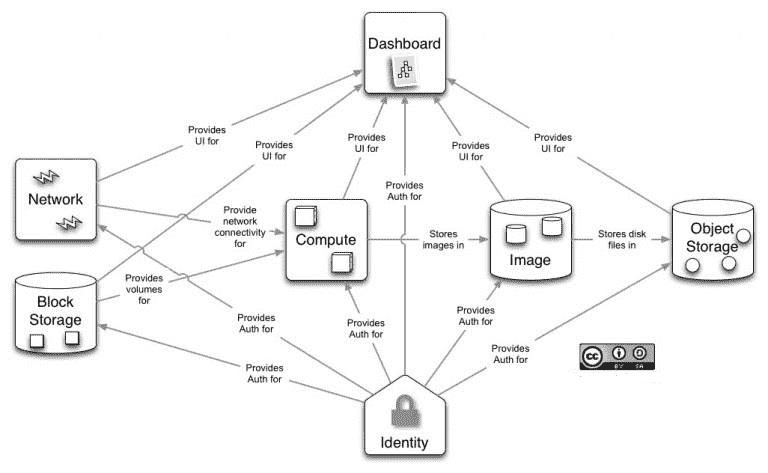 Dashboard
Provides
UI for
Provides
UI for
Provides
UI for
Provides
UI for
Provides
UI for
Provides
Auth for
Network
Provide
network
connectivity
for
Compute
Stores
images in
Image
Stores disk
files in
Object
Storage
Block
Storage
Provides
volumes
for
Provides
Auth for
Provides
Auth for
Provides
Auth for
Provides
Auth for
Provides
Auth for
Identity
cc
BY SA